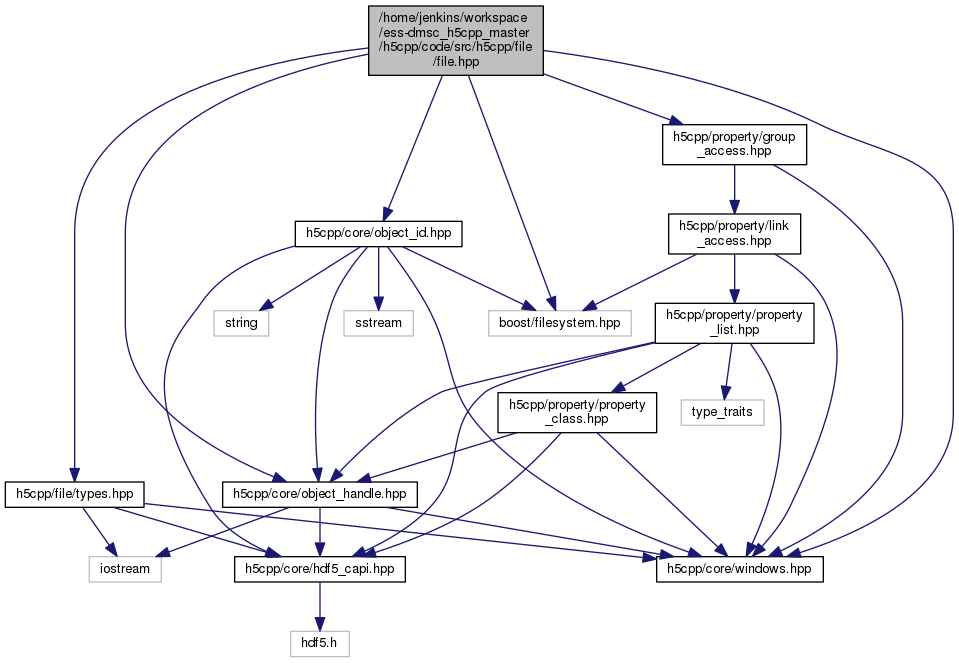 /home/jenkins/workspace
/ess-dmsc_h5cpp_master
/h5cpp/code/src/h5cpp/file
/file.hpp
h5cpp/property/group
_access.hpp
h5cpp/property/link
_access.hpp
h5cpp/core/object_id.hpp
string
sstream
boost/filesystem.hpp
h5cpp/property/property
_list.hpp
h5cpp/property/property
_class.hpp
type_traits
h5cpp/file/types.hpp
h5cpp/core/object_handle.hpp
iostream
h5cpp/core/hdf5_capi.hpp
h5cpp/core/windows.hpp
hdf5.h